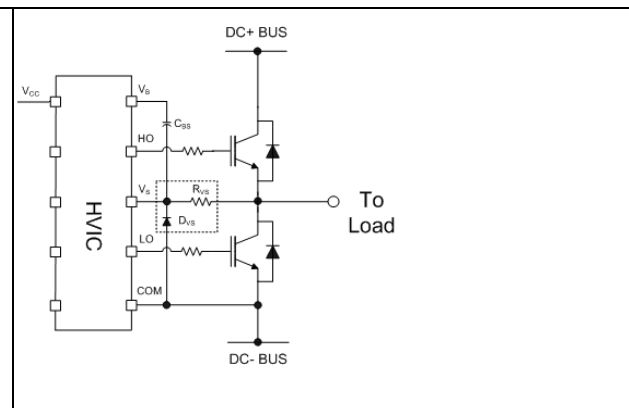 DC+ BUS
VCC
VB
CBS
HO
VS
RVS
To
Load
HVIC
DVS
LO
COM
DC- BUS